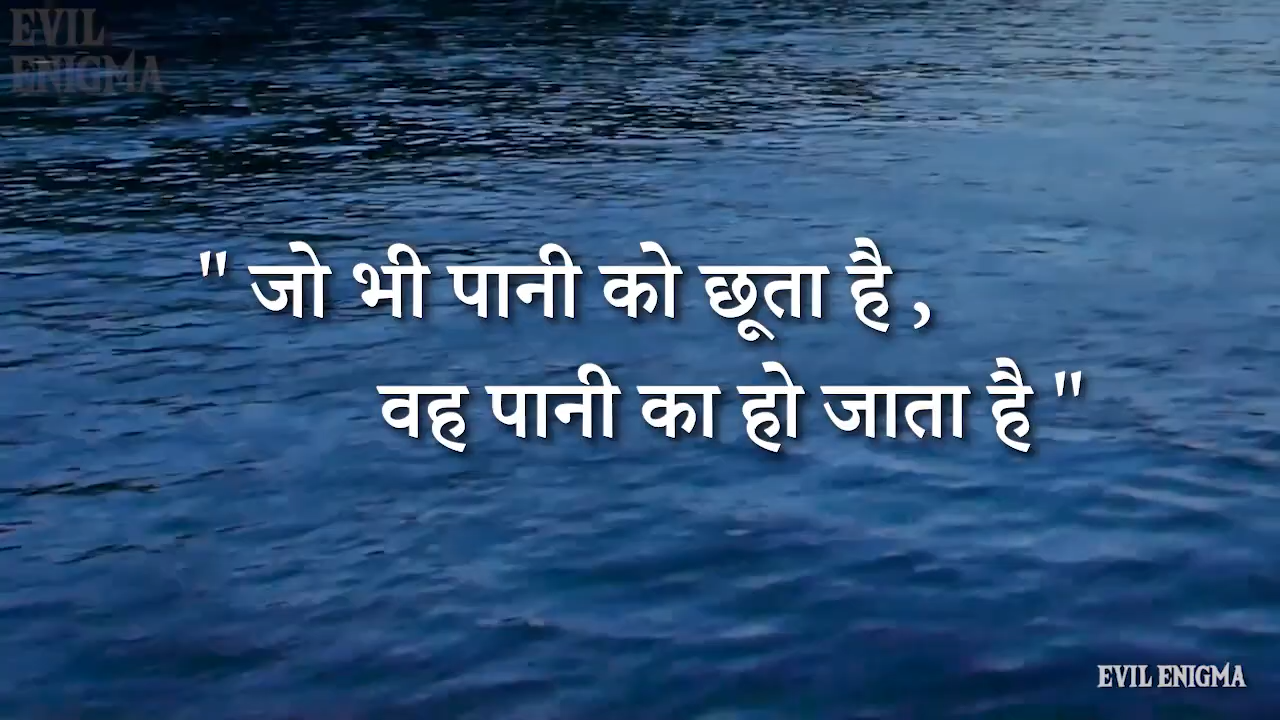 EVIL
ENIGMA
" जो भी पानी को छूता है ,
वह पानी का हो जाता है "
EVIL ENIGMA